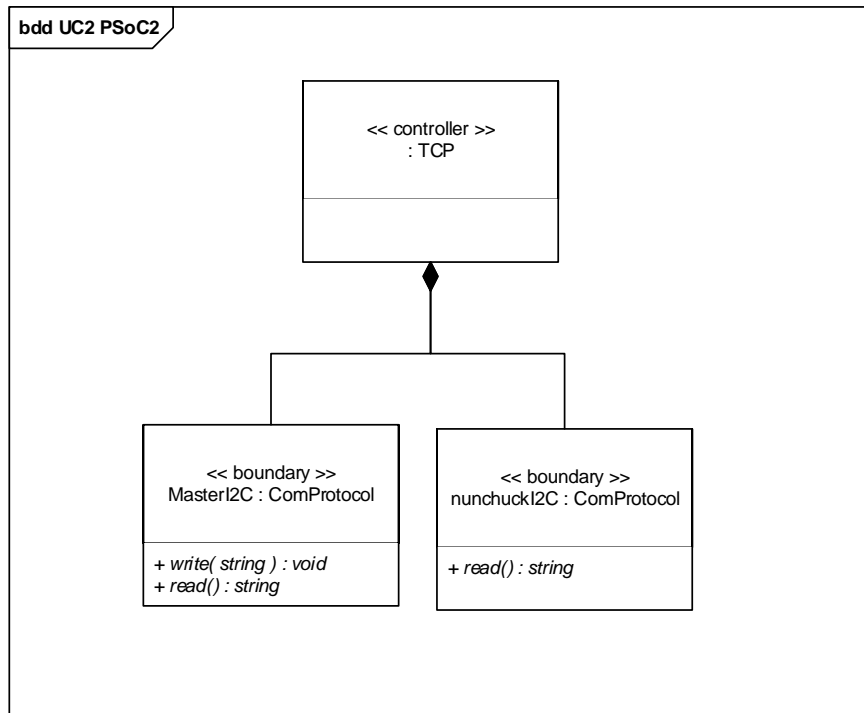 bdd UC2 PSoC2
<< controller >>
: TCP
<< boundary >>
MasterI2C : ComProtocol
+ write( string ) : void
+ read() : string
<< boundary >>
nunchuckI2C : ComProtocol
+ read() : string